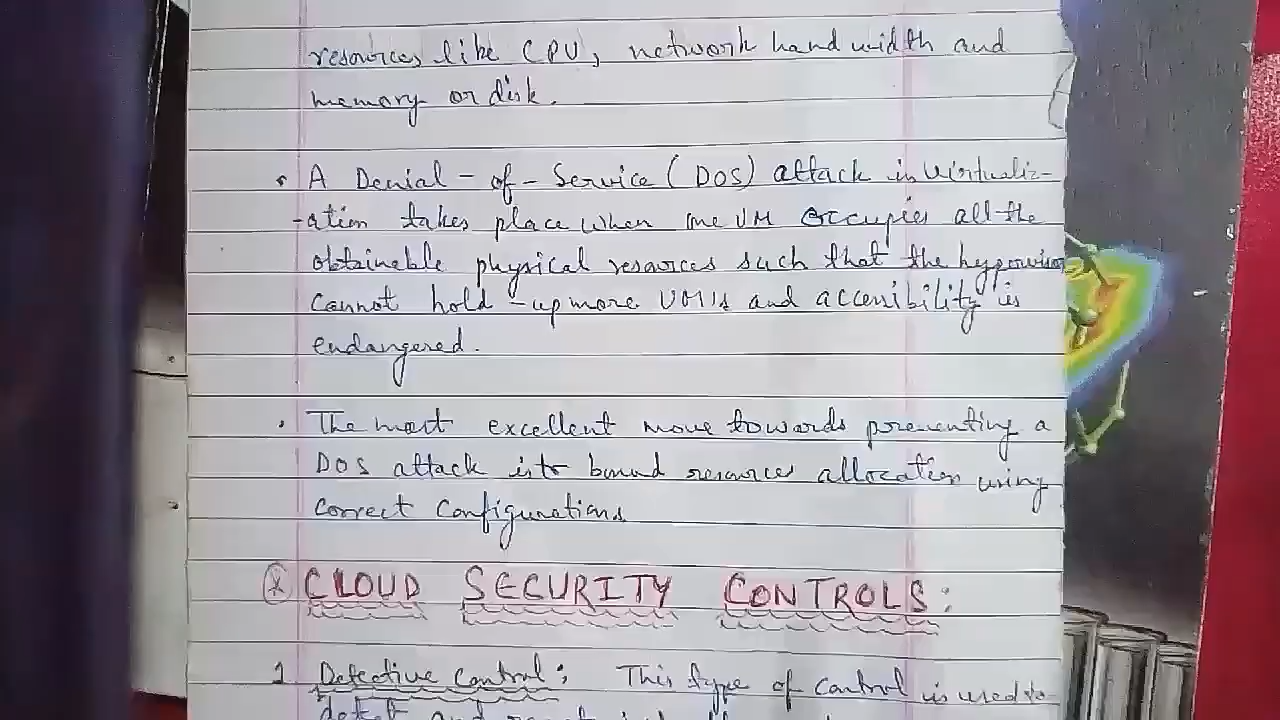 resources like CPU, network handwidth and
memory or disk.
• A Denial-of-Service (DOS) attack in Virtualiz-
-ation takes place when one VM occupies all the
obtainable physical resources such that the hypervisor
cannot hold-up more VM's and accessibility is
endangered.
• The most excellent move towards preventing a
DOS attack is to bound resource allocation using
correct configurations
CLOUD SECURITY CONTROLS:
1. Detective Control: This type of control is used to
detect and